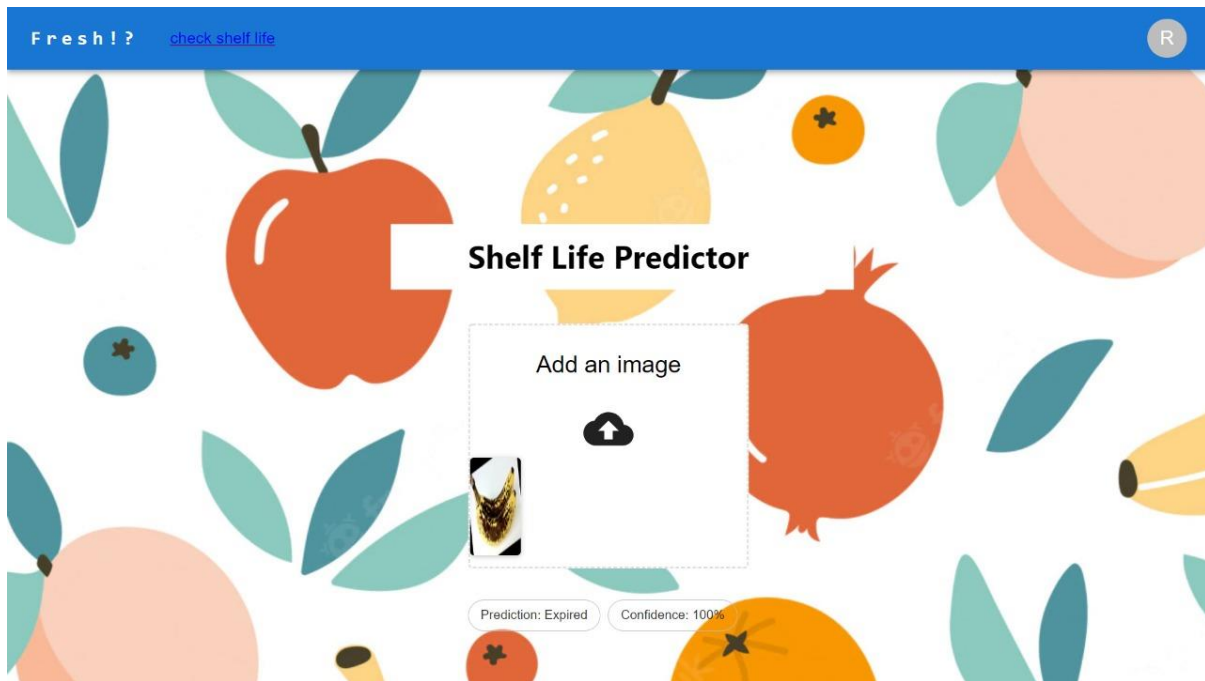 Fresh!? check shelf life R
Shelf Life Predictor
Add an image
Prediction: Expired Confidence: 100%